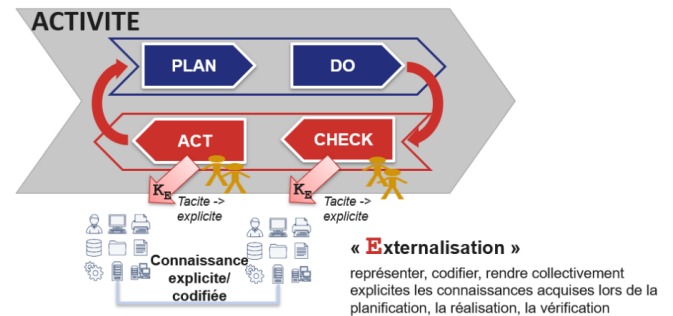 ACTIVITE
PLAN
DO
ACT
CHECK
KE
Tacite ->
explicite
KE
Tacite ->
explicite
Connaissance
explicite/
codifiée
« Externalisation »
représenter, codifier, rendre collectivement
explicites les connaissances acquises lors de la
planification, la réalisation, la vérification